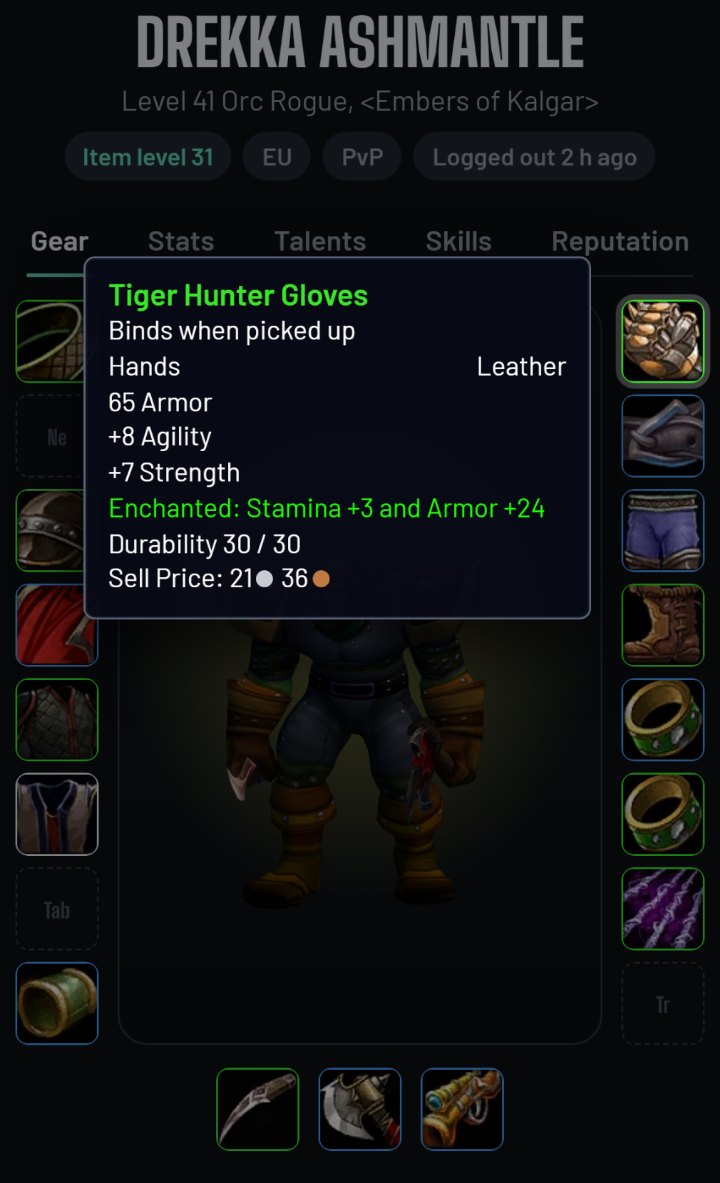 DREKKA ASHMANTLE
Level 41 Orc Rogue, <Embers of Kalgar>
Item level 31 EU PvP Logged out 2 h ago
Gear Stats Talents Skills Reputation
Tiger Hunter Gloves
Binds when picked up
Hands Leather
65 Armor
+8 Agility
+7 Strength
Enchanted: Stamina +3 and Armor +24
Durability 30 / 30
Sell Price: 21 36
Ne
Tab
Tr